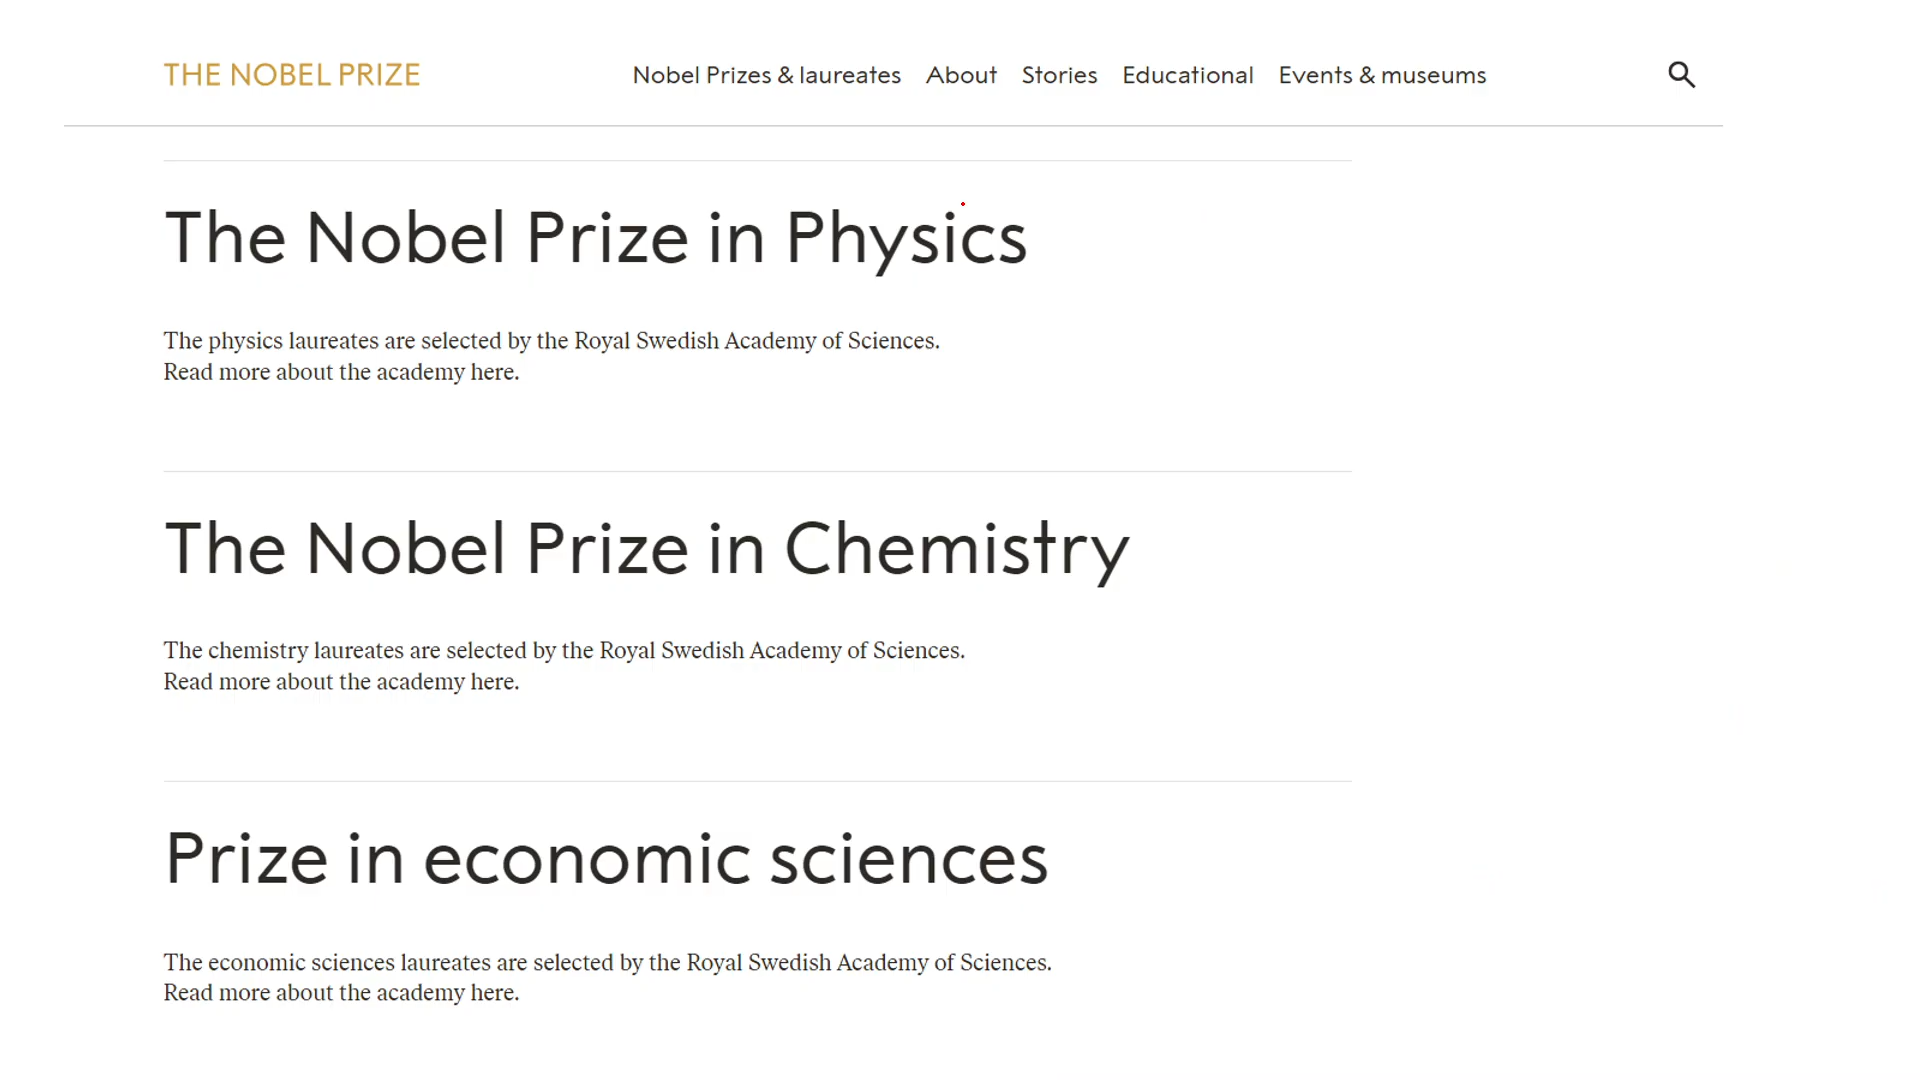 THE NOBEL PRIZE
Nobel Prizes & laureates About Stories Educational Events & museums
The Nobel Prize in Physics
The physics laureates are selected by the Royal Swedish Academy of Sciences.
Read more about the academy here.
The Nobel Prize in Chemistry
The chemistry laureates are selected by the Royal Swedish Academy of Sciences.
Read more about the academy here.
Prize in economic sciences
The economic sciences laureates are selected by the Royal Swedish Academy of Sciences.
Read more about the academy here.